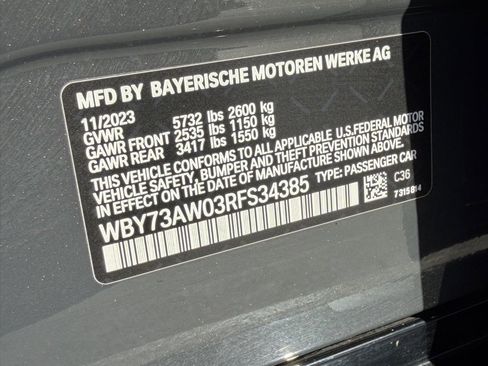 MFD BY BAYERISCHE MOTOREN WERKE AG
11/2023
GVWR 5732 lbs 2600 kg
GAWR FRONT 2535 lbs 1150 kg
GAWR REAR 3417 lbs 1550 kg
THIS VEHICLE CONFORMS TO ALL APPLICABLE U.S.FEDERAL MOTOR
VEHICLE SAFETY, BUMPER AND THEFT PREVENTION STANDARDS
IN EFFECT ON THE DATE OF MANUFACTURE SHOWN ABOVE.
WBY73AW03RFS34385 TYPE: PASSENGER CAR
C36
7315814